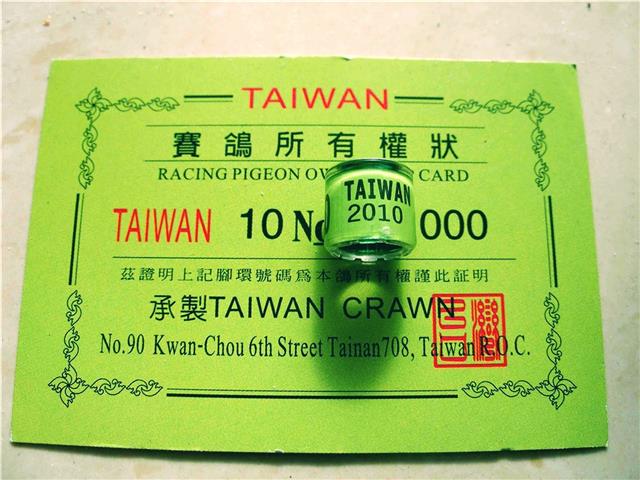 TAIWAN
賽鴿所有權狀
RACING PIGEON CARD
TAIWAN 10 No 000
TAIWAN
2010
茲證明上記腳環號碼爲本鴿所有權謹此証明
承製TAIWAN CRAWN
No.90 Kwan-Chou 6th Street Tainan708, Taiwan R.O.C.